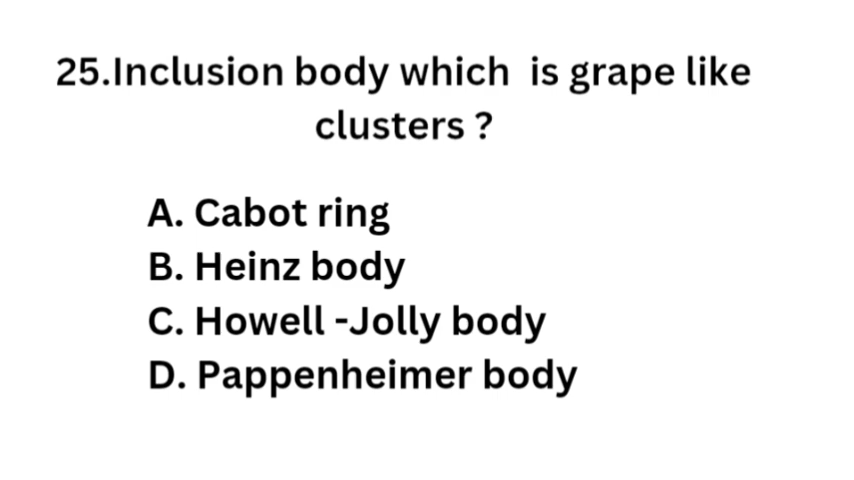 25.Inclusion body which is grape like
clusters ?
A. Cabot ring
B. Heinz body
C. Howell -Jolly body
D. Pappenheimer body